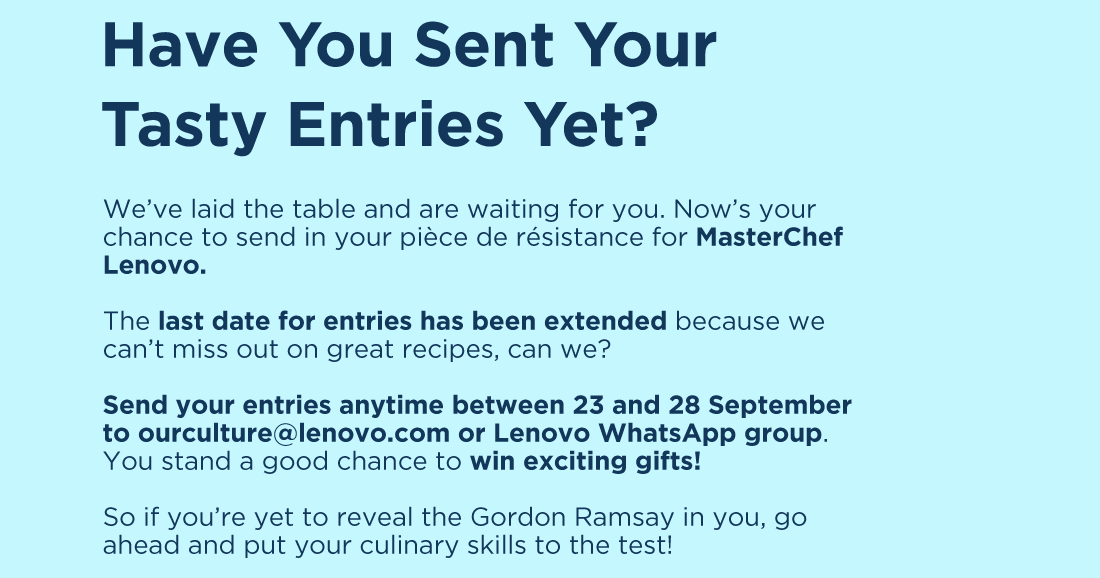 Have You Sent Your
Tasty Entries Yet?
We’ve laid the table and are waiting for you. Now’s your
chance to send in your pièce de résistance for MasterChef
Lenovo.
The last date for entries has been extended because we
can’t miss out on great recipes, can we?
Send your entries anytime between 23 and 28 September
to ourculture@lenovo.com or Lenovo WhatsApp group.
You stand a good chance to win exciting gifts!
So if you’re yet to reveal the Gordon Ramsay in you, go
ahead and put your culinary skills to the test!